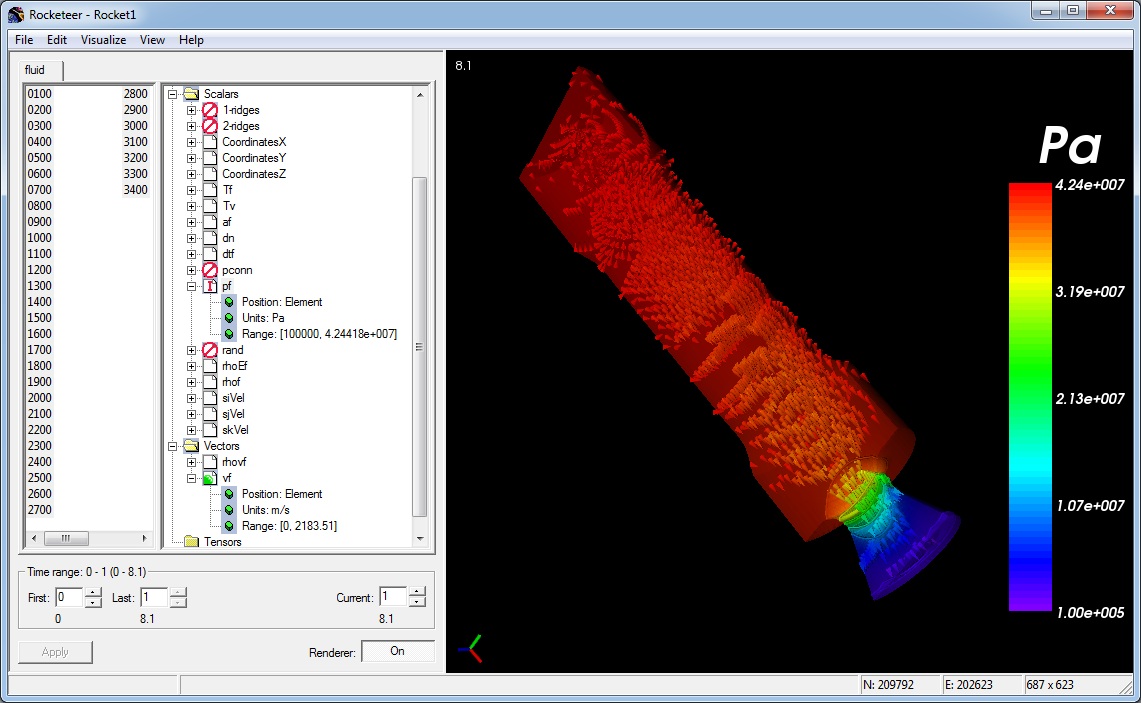 Rocketeer - Rocket1
File Edit Visualize View Help
fluid
0100 2800
0200 2900
0300 3000
0400 3100
0500 3200
0600 3300
0700 3400
0800
0900
1000
1100
1200
1300
1400
1500
1600
1700
1800
1900
2000
2100
2200
2300
2400
2500
2600
2700
Scalars
1-ridges
2-ridges
CoordinatesX
CoordinatesY
CoordinatesZ
Tf
Tv
af
dn
dtf
pconn
pf
Position: Element
Units: Pa
Range: [100000, 4.24418e+007]
rand
rhoEf
rhof
siVel
sjVel
skVel
Vectors
rhovf
vf
Position: Element
Units: m/s
Range: [0, 2183.51]
Tensors
Time range: 0 - 1 (0 - 8.1)
First: 0 Last: 1 Current: 1
0 8.1 8.1
Apply Renderer: On
8.1
Pa
4.24e+007
3.19e+007
2.13e+007
1.07e+007
1.00e+005
N: 209792 E: 202623 687 x 623